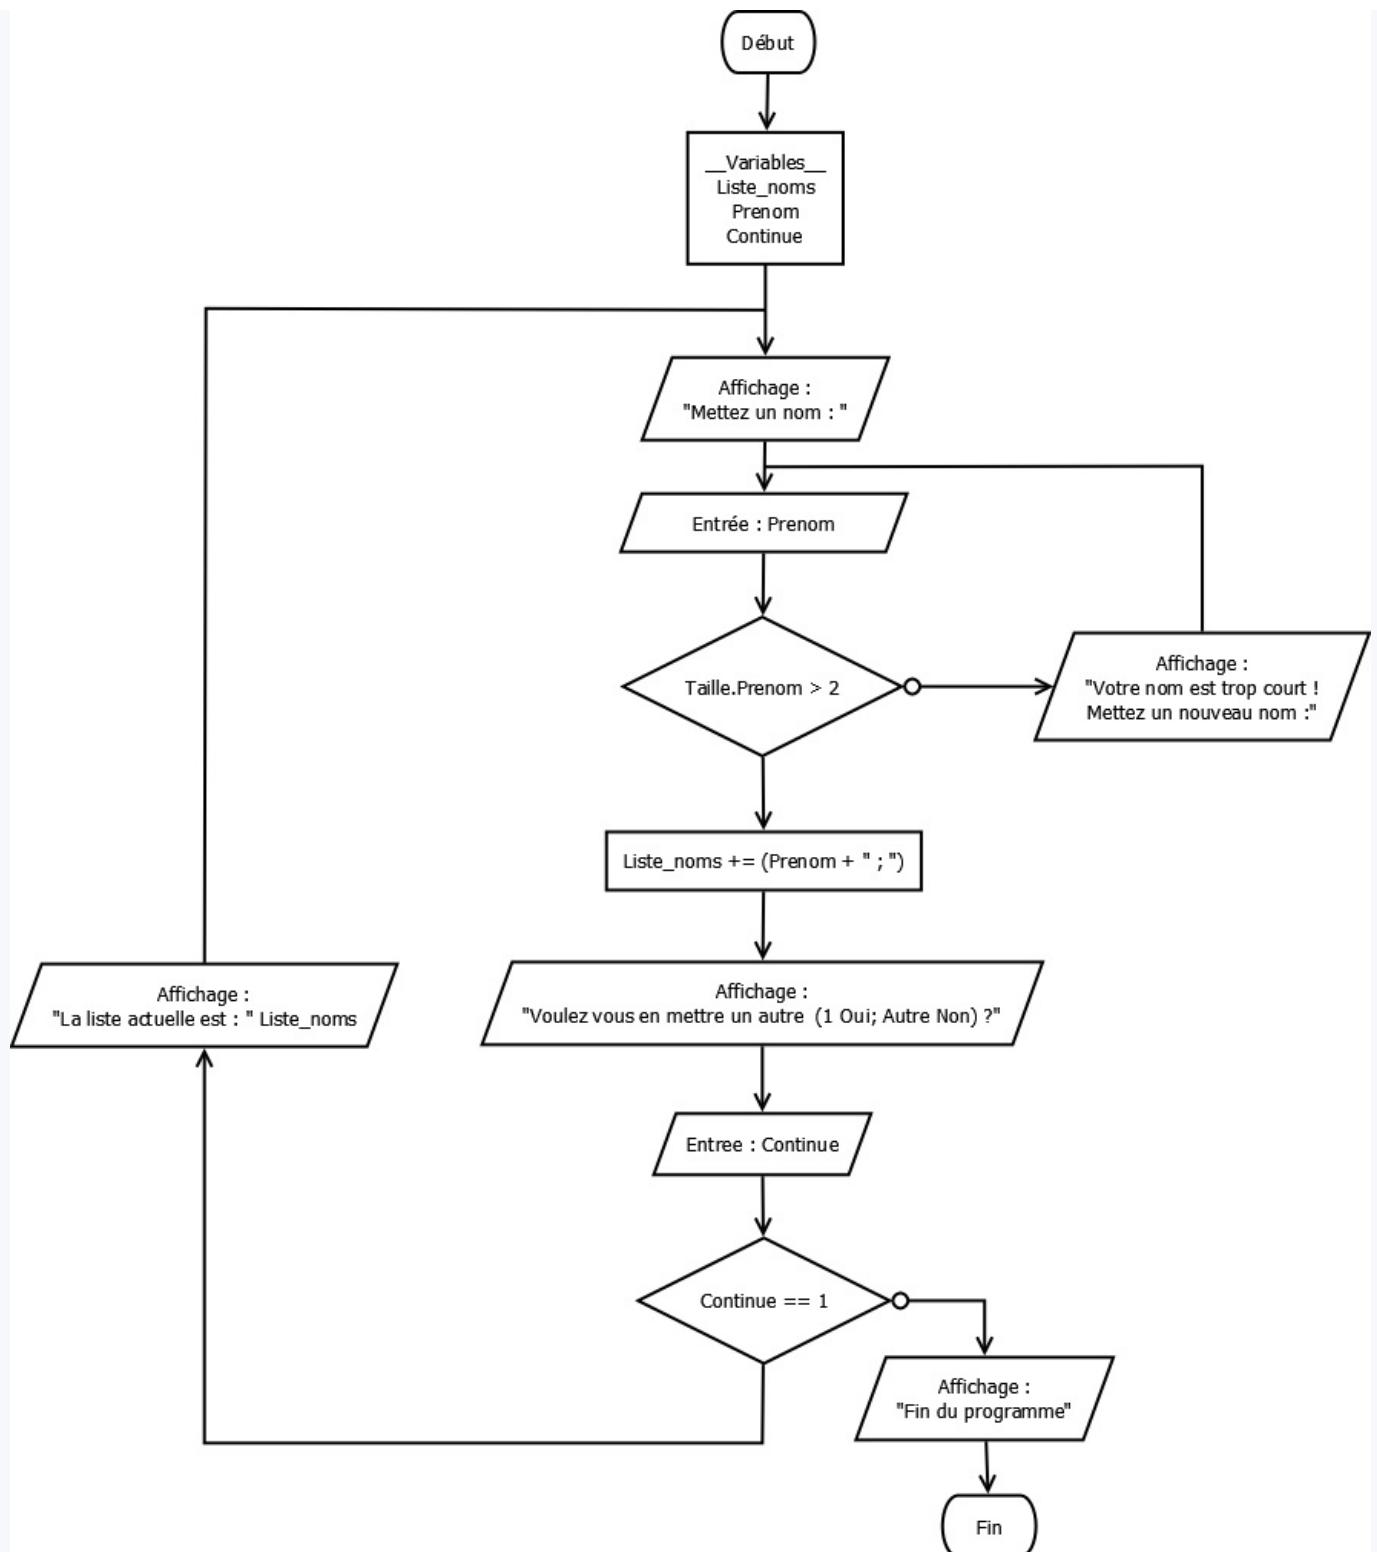 Début
__Variables__
Liste_noms
Prenom
Continue
Affichage :
"Mettez un nom : "
Entrée : Prenom
Taille.Prenom > 2
Affichage :
"Votre nom est trop court !
Mettez un nouveau nom :"
Liste_noms += (Prenom + " ; ")
Affichage :
"Voulez vous en mettre un autre  (1 Oui; Autre Non) ?"
Affichage :
"La liste actuelle est : " Liste_noms
Entree : Continue
Continue == 1
Affichage :
"Fin du programme"
Fin